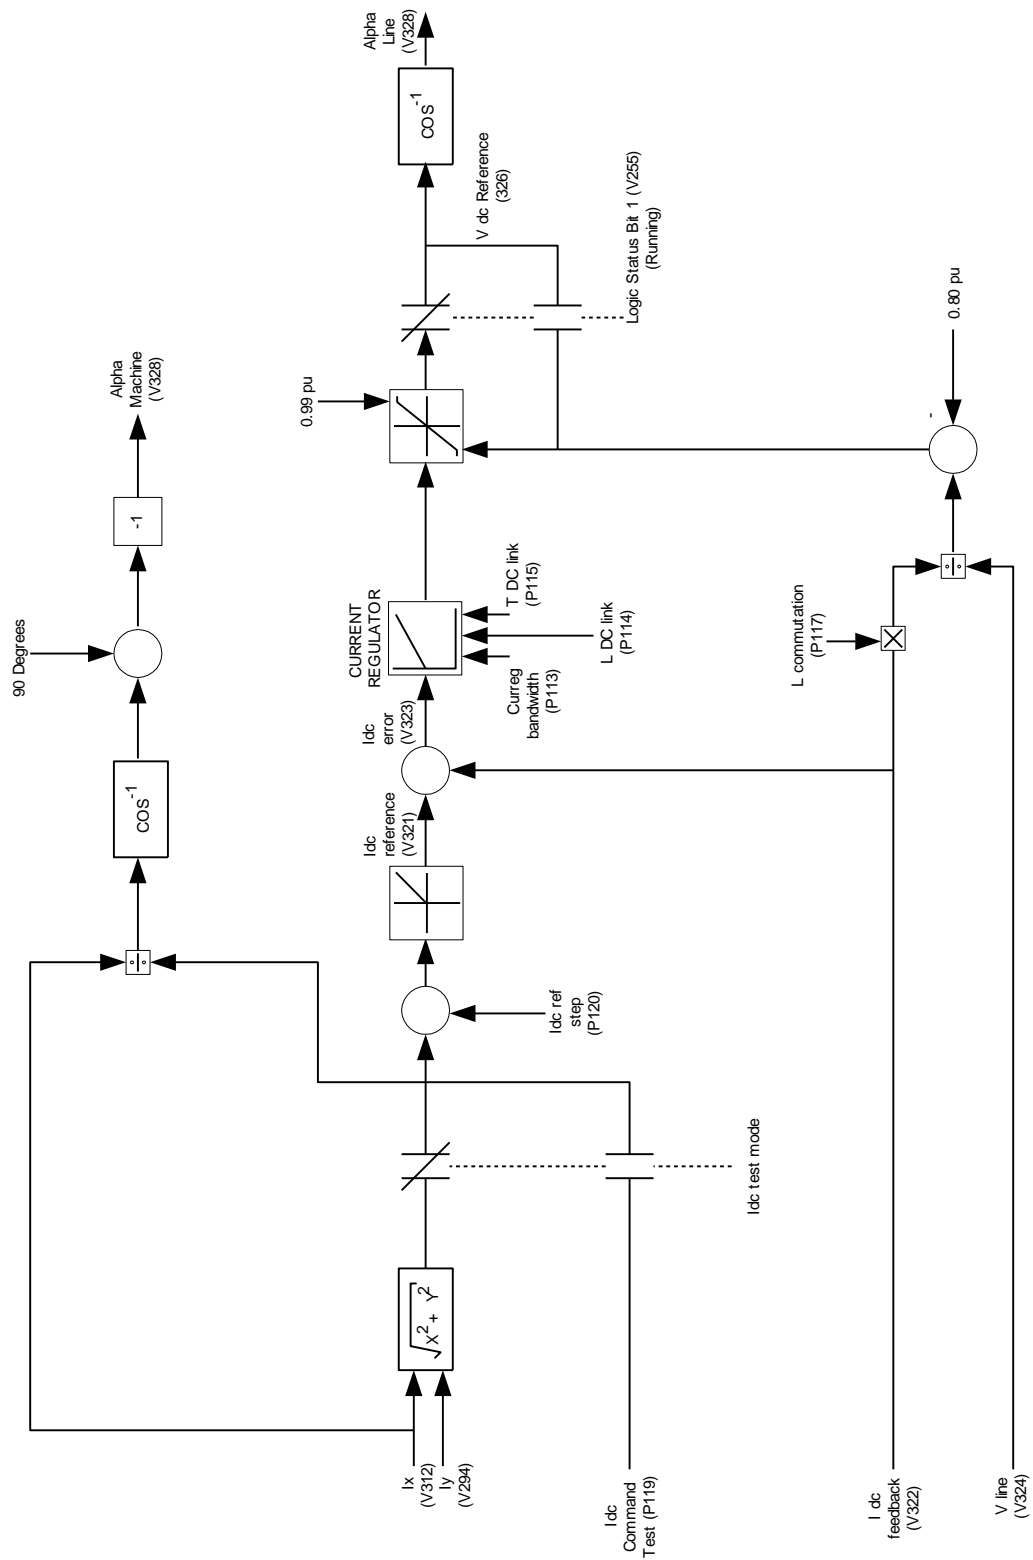 90 Degrees
COS-1
-1
Alpha
Machine
(V328)
Ix
(V312)
Iy
(V294)
√X2 + Y2
Idc ref
step
(P120)
Idc
reference
(V321)
Idc
error
(V323)
CURRENT
REGULATOR
Curreg
bandwidth
(P113)
L DC link
(P114)
T DC link
(P115)
0.99 pu
V dc Reference
(326)
COS-1
Alpha
Line
(V328)
Logic Status Bit 1 (V255)
(Running)
Idc
Command
Test (P119)
Idc test mode
L commutation
(P117)
-
0.80 pu
I dc
feedback
(V322)
V line
(V324)